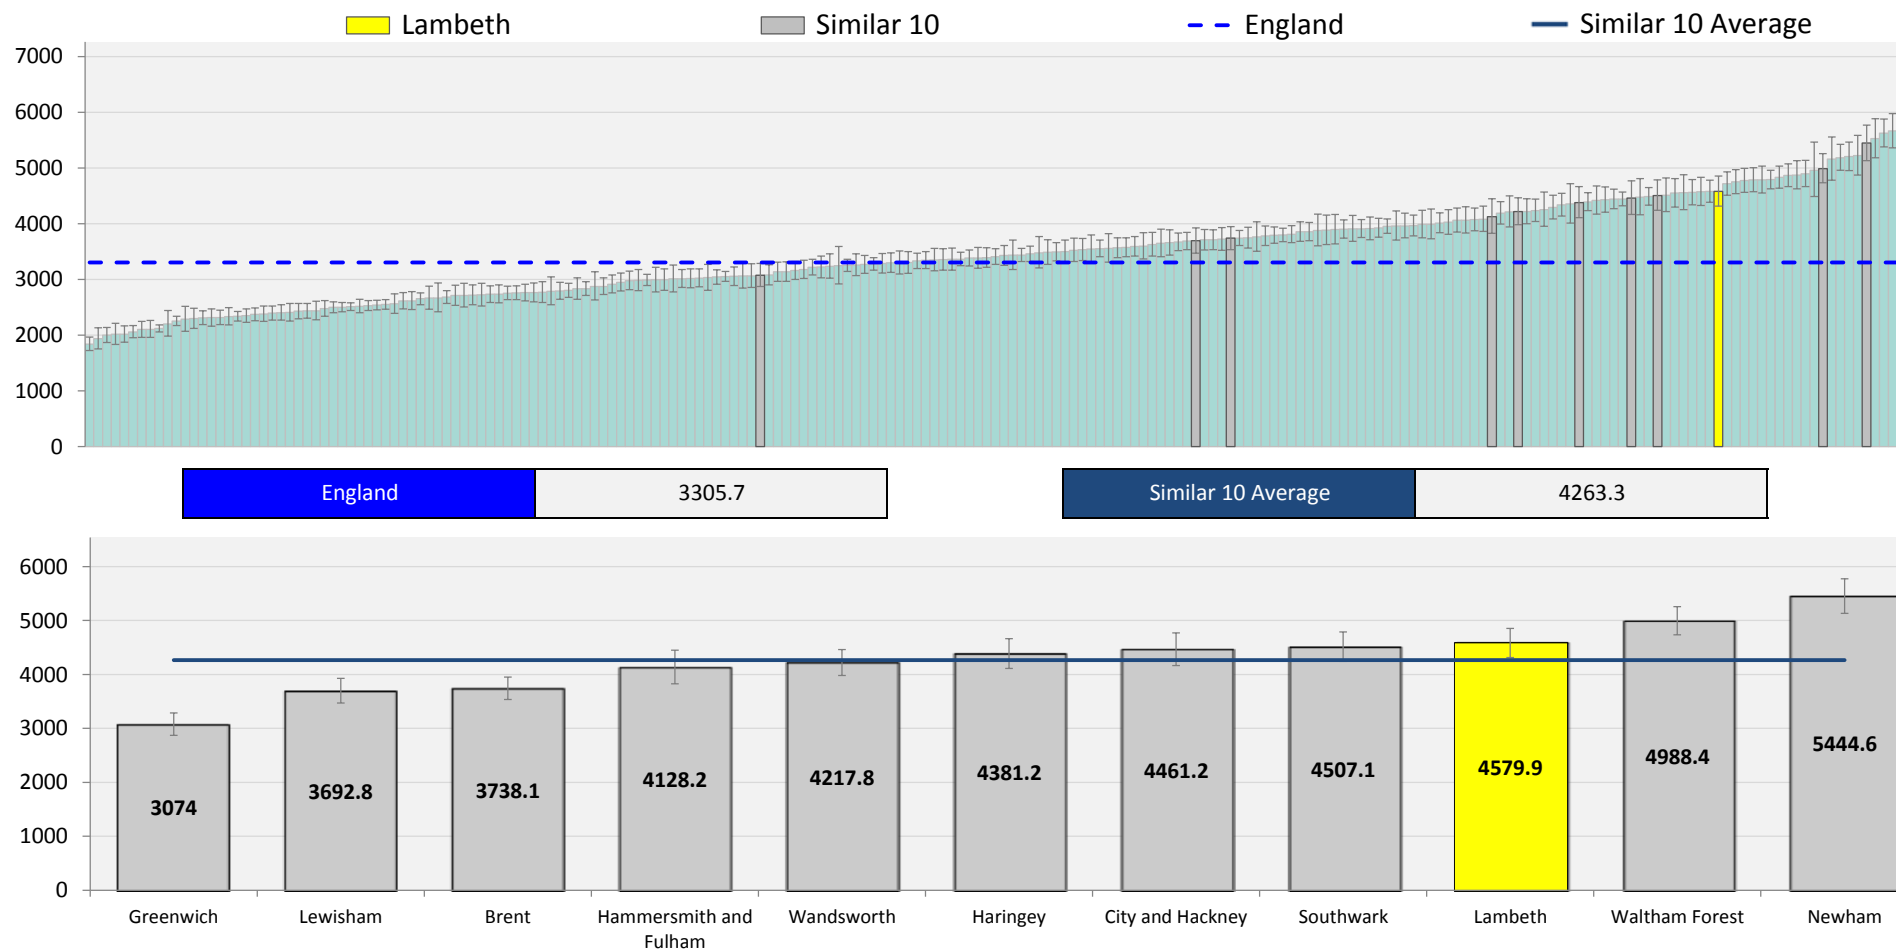 Lambeth
Similar 10
England
Similar 10 Average
7000
6000
5000
4000
3000
2000
1000
0
England
3305.7
Similar 10 Average
4263.3
6000
5000
4000
3000
2000
1000
0
3074
3692.8
3738.1
4128.2
4217.8
4381.2
4461.2
4507.1
4579.9
4988.4
5444.6
Greenwich
Lewisham
Brent
Hammersmith and
Fulham
Wandsworth
Haringey
City and Hackney
Southwark
Lambeth
Waltham Forest
Newham